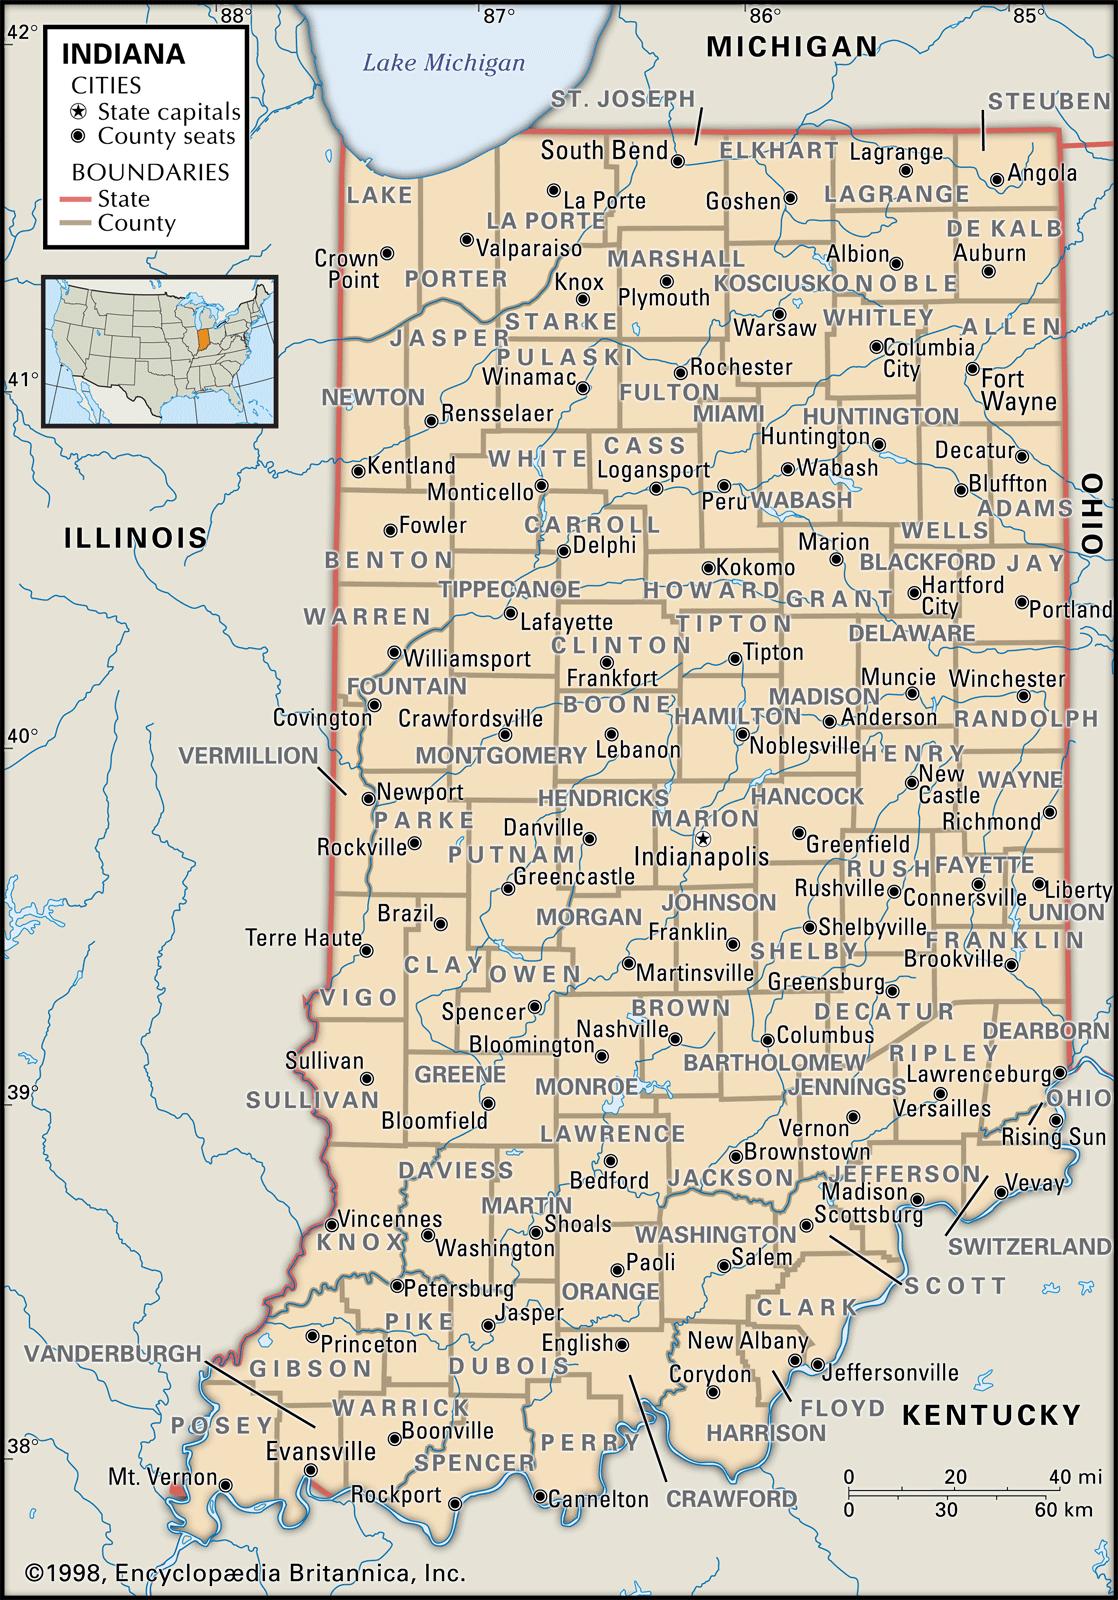 88°
87°
86°
85°
42°
INDIANA
CITIES
State capitals
County seats
BOUNDARIES
State
County
Lake Michigan
MICHIGAN
ST. JOSEPH
STEUBEN
South Bend
ELKHART
Lagrange
Angola
LAKE
La Porte
Goshen
LAGRANGE
LA PORTE
DE KALB
Crown
Point
Valparaiso
MARSHALL
Albion
Auburn
PORTER
Knox
Plymouth
KOSCIUSKO
NOBLE
STARKE
Warsaw
WHITLEY
ALLEN
JASPER
PULASKI
Columbia
City
41°
Winamac
Rochester
Fort
Wayne
NEWTON
FULTON
Rensselaer
MIAMI
HUNTINGTON
CASS
Huntington
WHITE
Decatur
Kentland
Logansport
Wabash
Monticello
Peru
WABASH
Bluffton
ADAMS
OHIO
ILLINOIS
Fowler
CARROLL
WELLS
Delphi
Marion
BENTON
Kokomo
BLACKFORD
JAY
TIPPECANOE
HOWARD
GRANT
Hartford
City
Portland
WARREN
Lafayette
TIPTON
DELAWARE
CLINTON
Williamsport
Tipton
Frankfort
Muncie
Winchester
FOUNTAIN
BOONE
MADISON
Covington
Crawfordsville
HAMILTON
Anderson
RANDOLPH
40°
Lebanon
Noblesville
VERMILLION
MONTGOMERY
HENRY
New
Castle
WAYNE
Newport
HENDRICKS
HANCOCK
PARKE
MARION
Richmond
Danville
Rockville
PUTNAM
Indianapolis
Greenfield
RUSH
FAYETTE
Greencastle
Rushville
Connersville
Liberty
Brazil
MORGAN
JOHNSON
UNION
Terre Haute
Franklin
Shelbyville
CLAY
OWEN
SHELBY
FRANKLIN
Martinsville
Greensburg
Brookville
VIGO
Spencer
BROWN
DECATUR
Nashville
Columbus
DEARBORN
Bloomington
Sullivan
BARTHOLOMEW
RIPLEY
GREENE
MONROE
JENNINGS
Lawrenceburg
39°
SULLIVAN
Versailles
OHIO
Bloomfield
LAWRENCE
Vernon
Rising Sun
Brownstown
DAVIESS
Bedford
JACKSON
JEFFERSON
MARTIN
Madison
Vevay
Vincennes
Shoals
Scottsburg
KNOX
Washington
WASHINGTON
SWITZERLAND
Paoli
Salem
Petersburg
ORANGE
SCOTT
Jasper
CLARK
PIKE
Princeton
English
New Albany
VANDERBURGH
GIBSON
DUBOIS
Corydon
Jeffersonville
WARRICK
FLOYD
KENTUCKY
POSEY
Boonville
HARRISON
38°
Evansville
PERRY
SPENCER
Mt. Vernon
Rockport
Cannelton
CRAWFORD
0 20 40 mi
0 30 60 km
©1998, Encyclopædia Britannica, Inc.